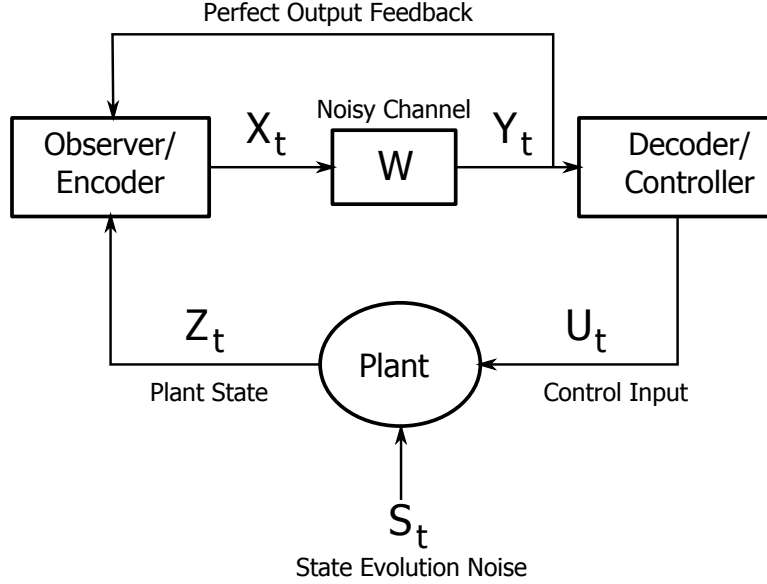 Perfect Output Feedback
Observer/
Encoder
X_t
Noisy Channel
W
Y_t
Decoder/
Controller
Z_t
Plant
U_t
Plant State
Control Input
S_t
State Evolution Noise